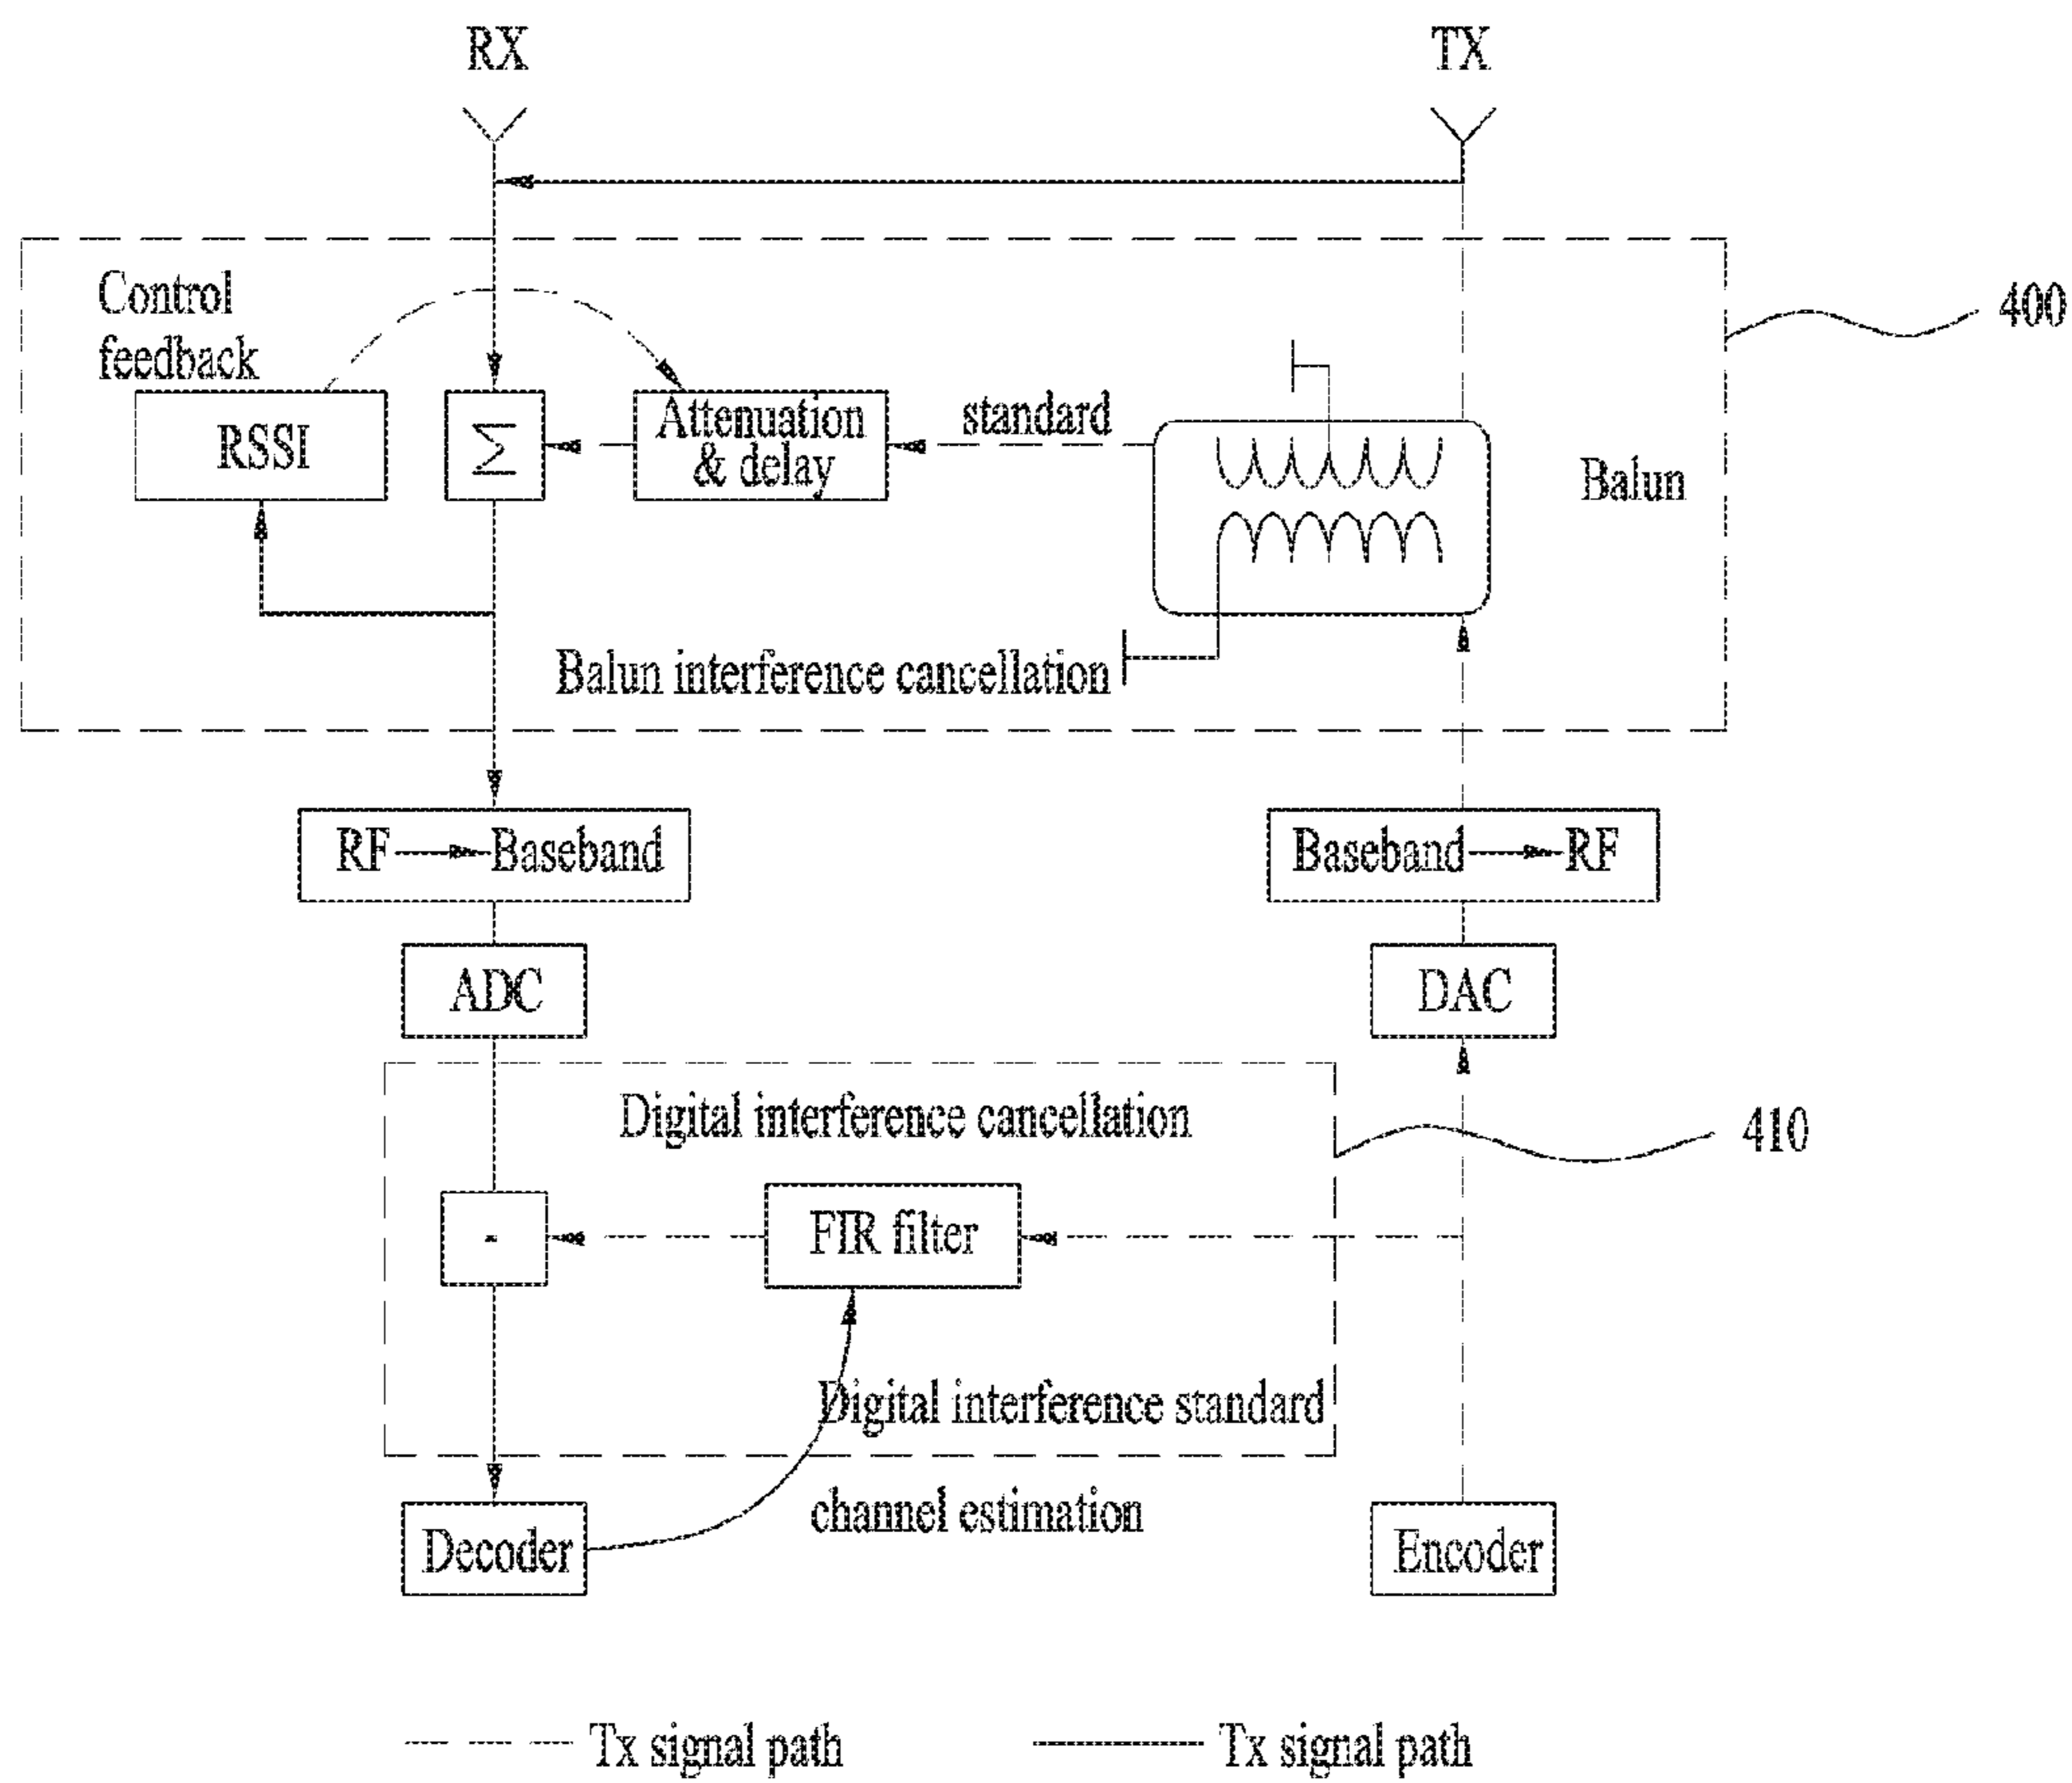 RX
TX
Control
feedback
400
RSSI
Σ
Attenuation
& delay
standard
Balun
Balun interference cancellation
RF Baseband
Baseband RF
ADC
DAC
Digital interference cancellation
410
-
FIR filter
Digital interference standard
channel estimation
Decoder
Encoder
Tx signal path
Tx signal path